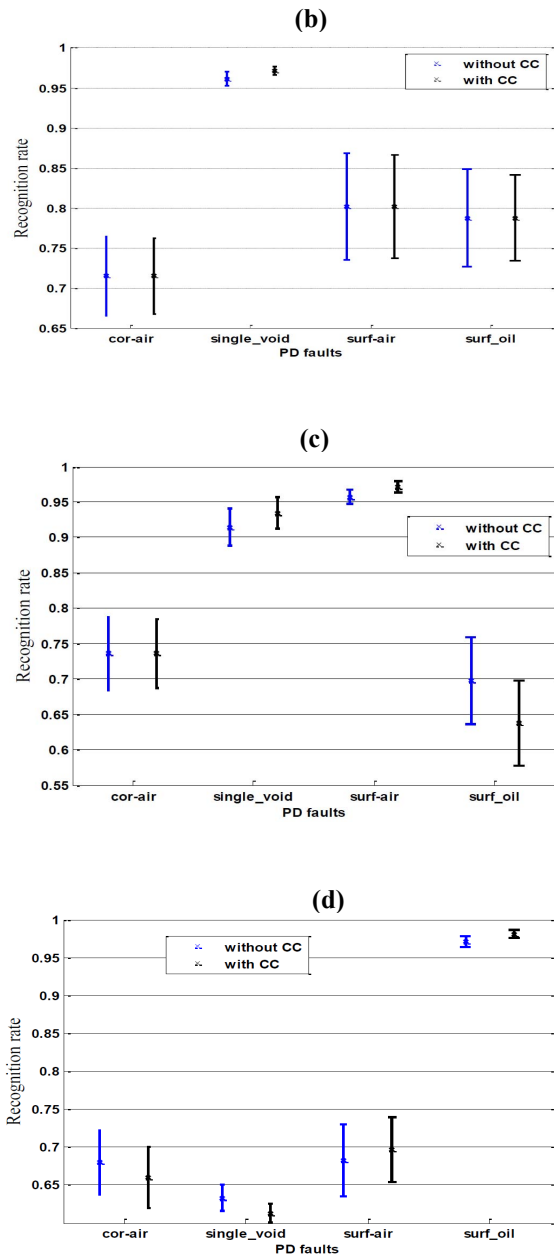 (b)
1
0.95
0.9
0.85
0.8
0.75
0.7
0.65
Recognition rate
without CC
with CC
cor-air single_void surf-air surf_oil
PD faults
(c)
1
0.95
0.9
0.85
0.8
0.75
0.7
0.65
0.6
0.55
Recognition rate
without CC
with CC
cor-air single_void surf-air surf_oil
PD faults
(d)
1
0.95
0.9
0.85
0.8
0.75
0.7
0.65
Recognition rate
without CC
with CC
cor-air single_void surf-air surf_oil
PD faults